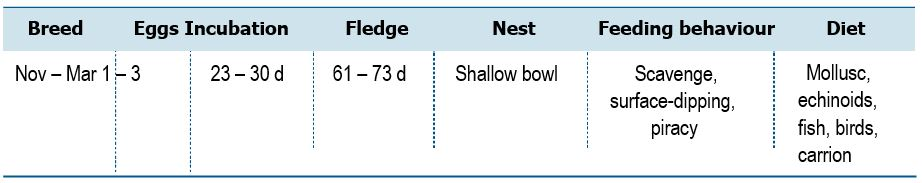 Breed Eggs Incubation Fledge Nest Feeding behaviour Diet
Nov – Mar 1 – 3 23 – 30 d 61 – 73 d Shallow bowl Scavenge, Mollusc,
surface-dipping, echinoids,
piracy fish, birds,
carrion